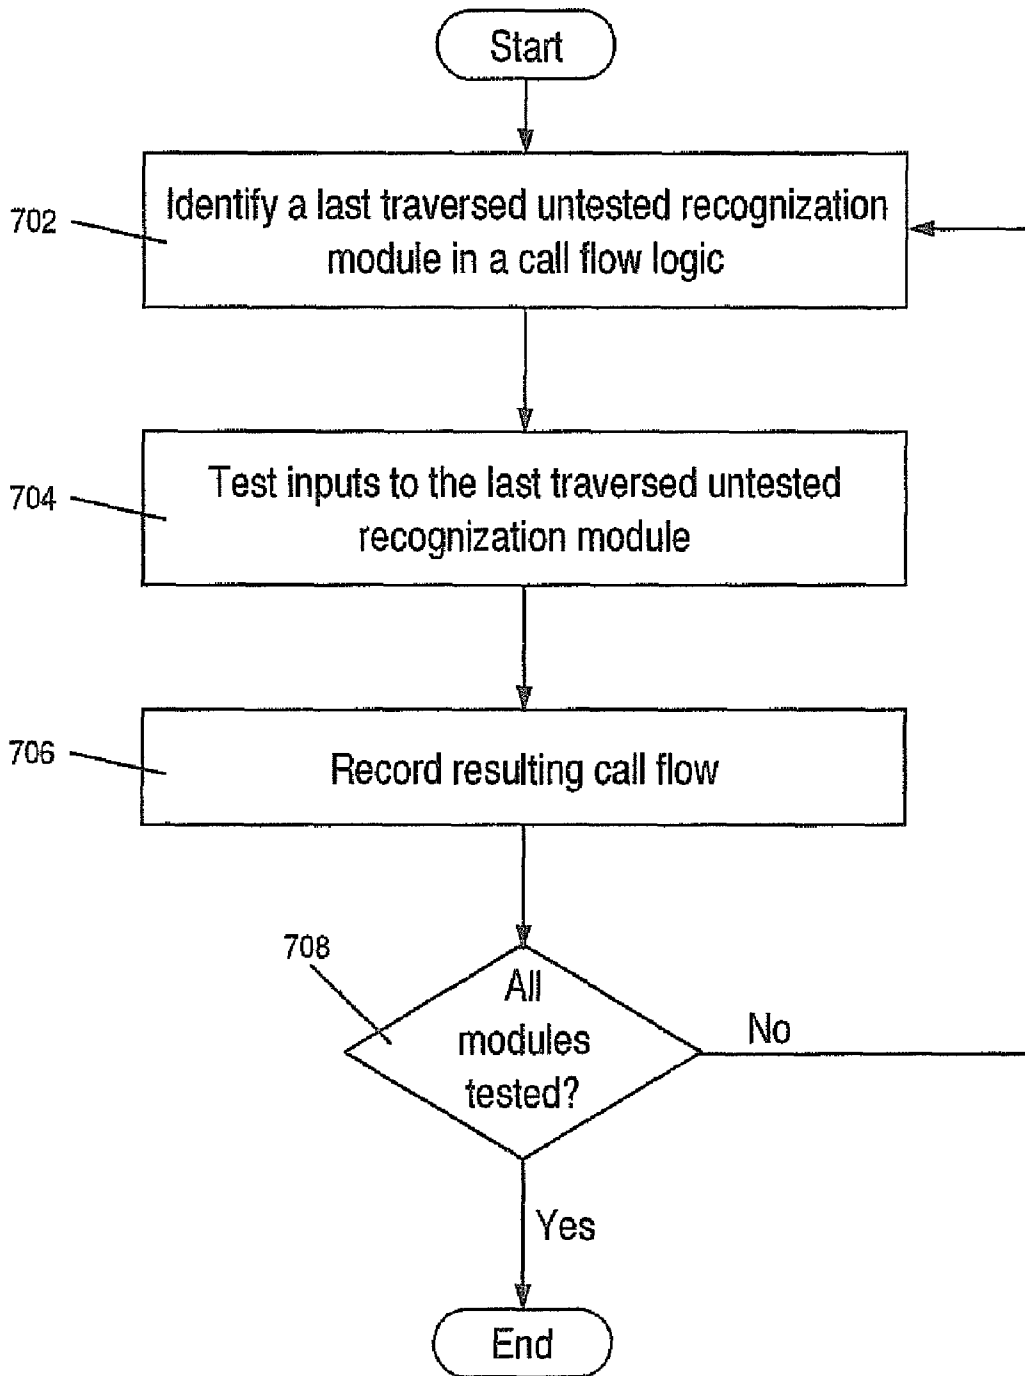 Start
702
Identify a last traversed untested recognization
module in a call flow logic
704
Test inputs to the last traversed untested
recognization module
706
Record resulting call flow
708
All
modules
tested?
No
Yes
End